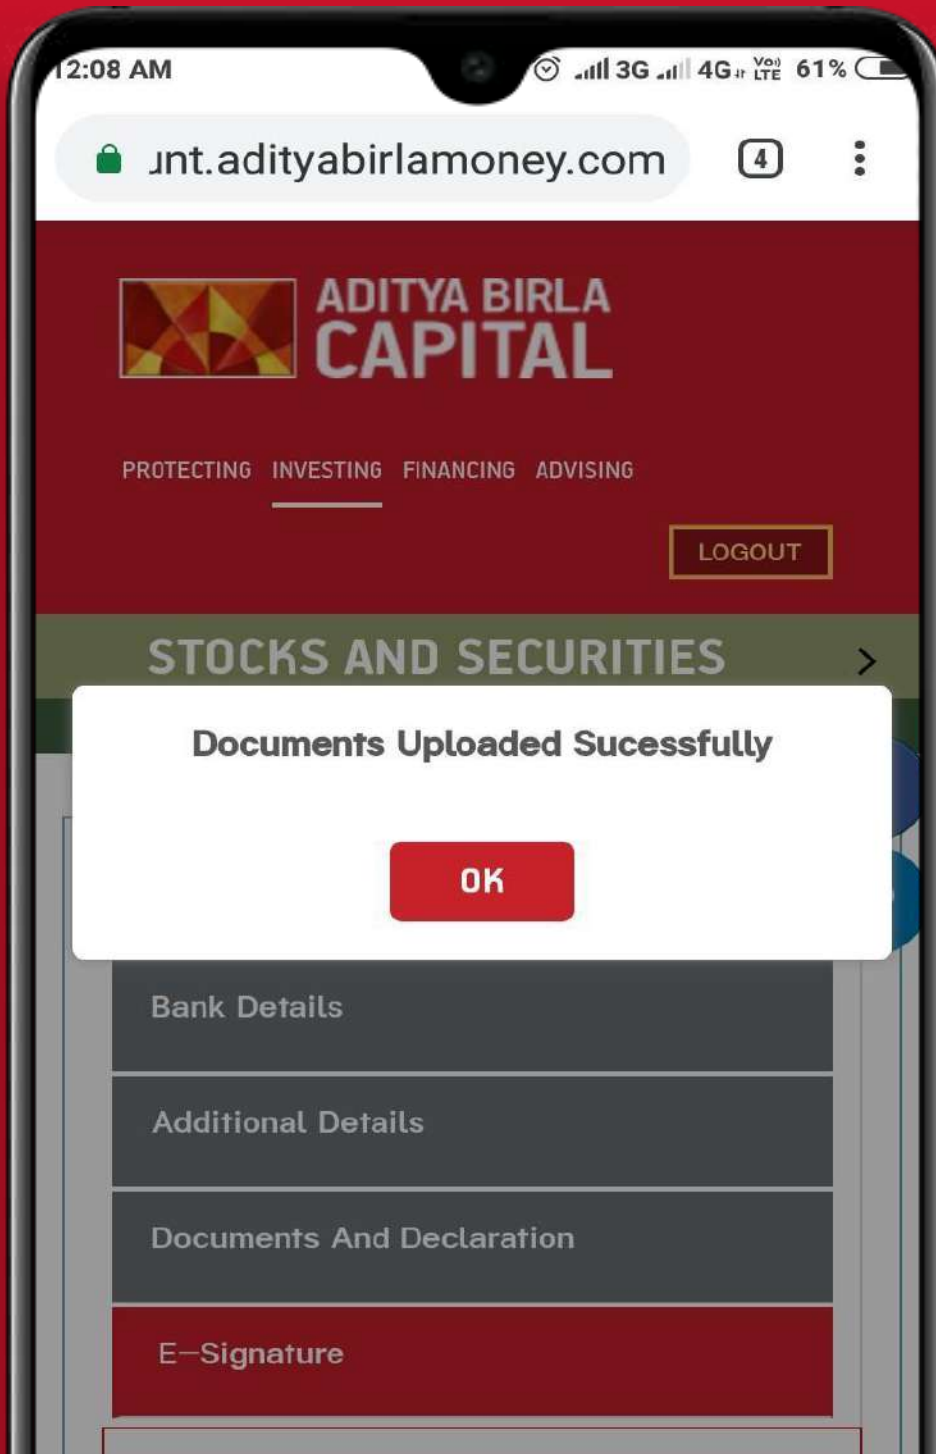 12:08 AM 3G 4G VoLTE 61%
unt.adityabirlamoney.com 4
ADITYA BIRLA
CAPITAL
PROTECTING INVESTING FINANCING ADVISING
LOGOUT
STOCKS AND SECURITIES
Documents Uploaded Sucessfully
OK
Bank Details
Additional Details
Documents And Declaration
E-Signature